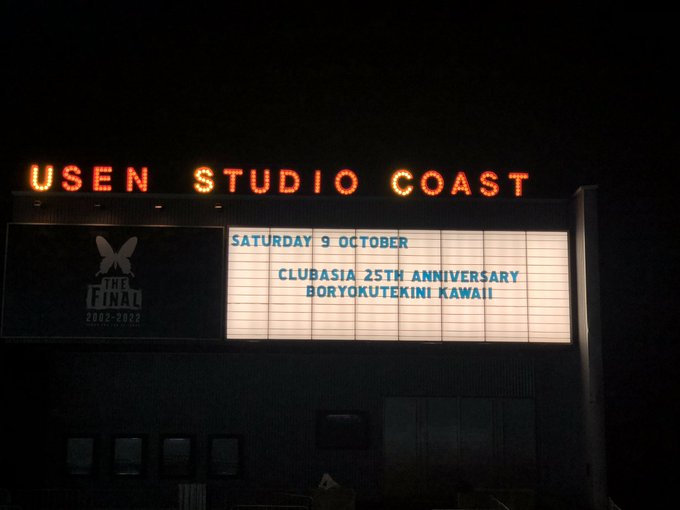 USEN STUDIO COAST
SATURDAY 9 OCTOBER
CLUBASIA 25TH ANNIVERSARY
BORYOKUTEKINI KAWAII
THE
FINAL
2002-2022